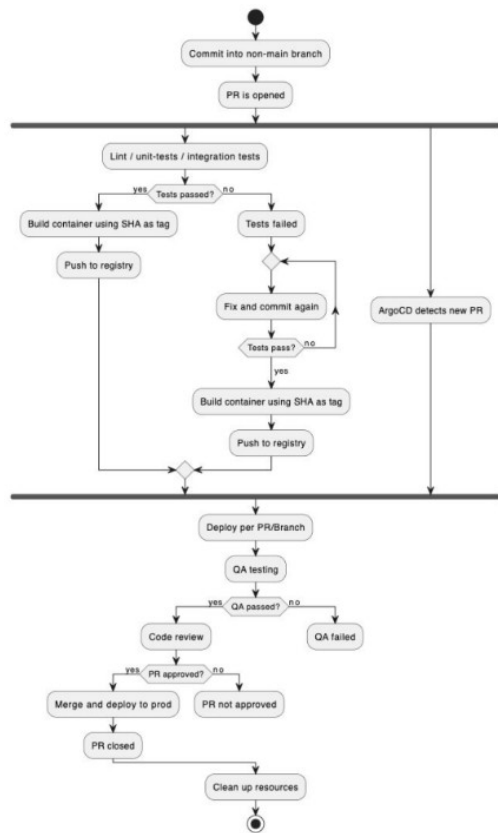 Commit into non-main branch
PR is opened
Lint / unit-tests / integration tests
yes
Tests passed?
no
Build container using SHA as tag
Tests failed
Push to registry
Fix and commit again
ArgoCD detects new PR
Tests pass?
no
yes
Build container using SHA as tag
Push to registry
Deploy per PR/Branch
QA testing
yes
QA passed?
no
Code review
QA failed
yes
PR approved?
no
Merge and deploy to prod
PR not approved
PR closed
Clean up resources